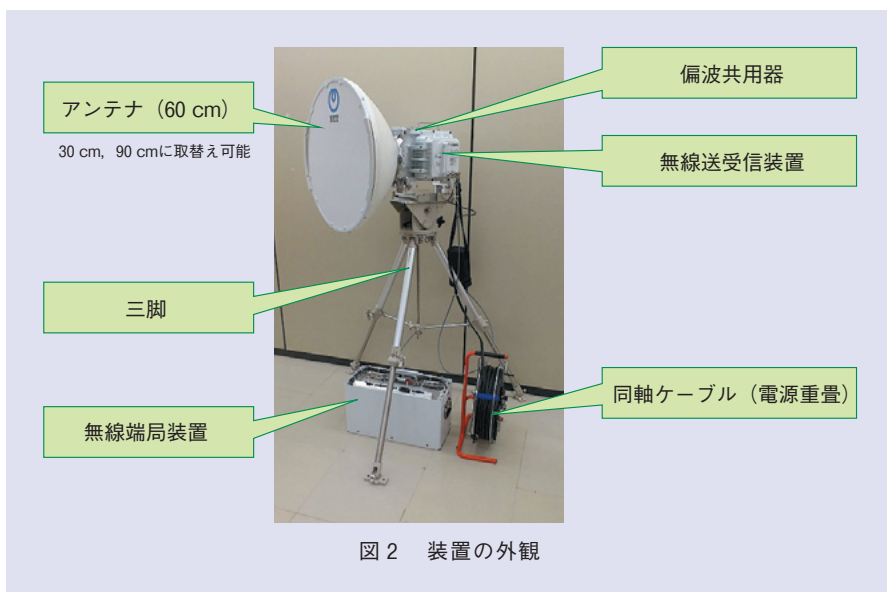 アンテナ（60 cm）
30 cm，90 cmに取替え可能
三脚
無線端局装置
偏波共用器
無線送受信装置
同軸ケーブル（電源重畳）
図2　装置の外観